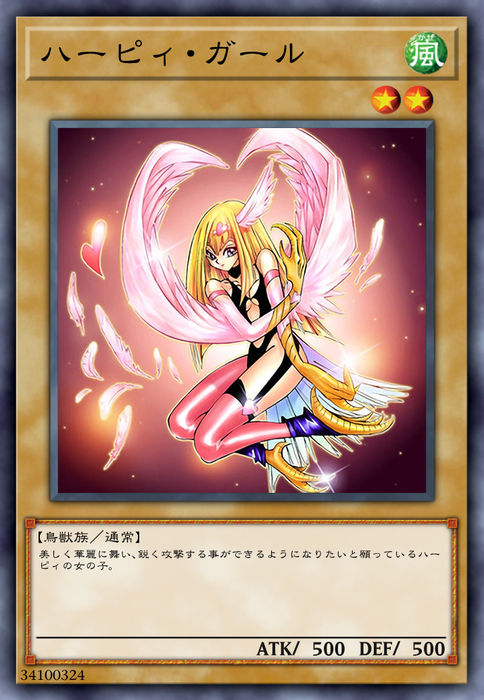 ハーピィ・ガール
かぜ
風
【鳥獣族／通常】
美しく華麗に舞い、鋭く攻撃する事ができるようになりたいと願っているハー
ピィの女の子。
ATK/ 500 DEF/ 500
34100324